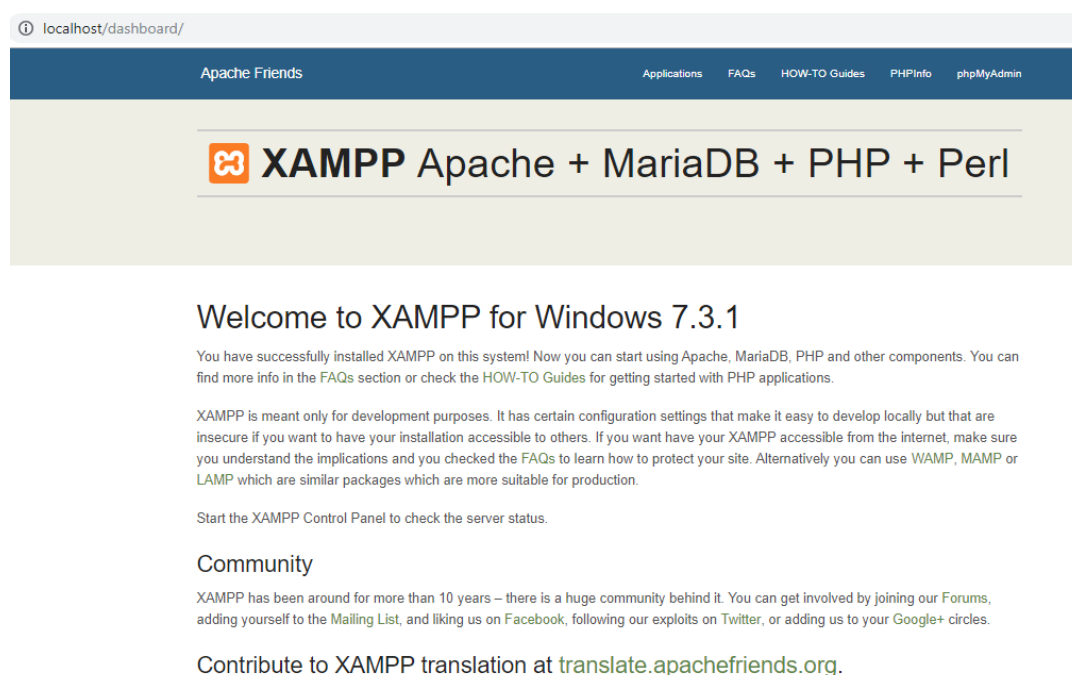 localhost/dashboard/
Apache Friends Applications FAQs HOW-TO Guides PHPInfo phpMyAdmin
XAMPP Apache + MariaDB + PHP + Perl
Welcome to XAMPP for Windows 7.3.1
You have successfully installed XAMPP on this system! Now you can start using Apache, MariaDB, PHP and other components. You can
find more info in the FAQs section or check the HOW-TO Guides for getting started with PHP applications.
XAMPP is meant only for development purposes. It has certain configuration settings that make it easy to develop locally but that are
insecure if you want to have your installation accessible to others. If you want have your XAMPP accessible from the internet, make sure
you understand the implications and you checked the FAQs to learn how to protect your site. Alternatively you can use WAMP, MAMP or
LAMP which are similar packages which are more suitable for production.
Start the XAMPP Control Panel to check the server status.
Community
XAMPP has been around for more than 10 years – there is a huge community behind it. You can get involved by joining our Forums,
adding yourself to the Mailing List, and liking us on Facebook, following our exploits on Twitter, or adding us to your Google+ circles.
Contribute to XAMPP translation at translate.apachefriends.org.